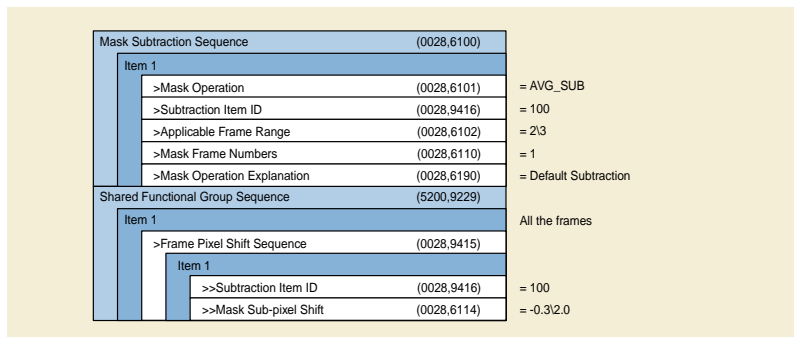 Mask Subtraction Sequence (0028,6100)
Item 1
>Mask Operation (0028,6101) = AVG_SUB
>Subtraction Item ID (0028,9416) = 100
>Applicable Frame Range (0028,6102) = 2\3
>Mask Frame Numbers (0028,6110) = 1
>Mask Operation Explanation (0028,6190) = Default Subtraction
Shared Functional Group Sequence (5200,9229)
Item 1 All the frames
>Frame Pixel Shift Sequence (0028,9415)
Item 1
>>Subtraction Item ID (0028,9416) = 100
>>Mask Sub-pixel Shift (0028,6114) = -0.3\2.0